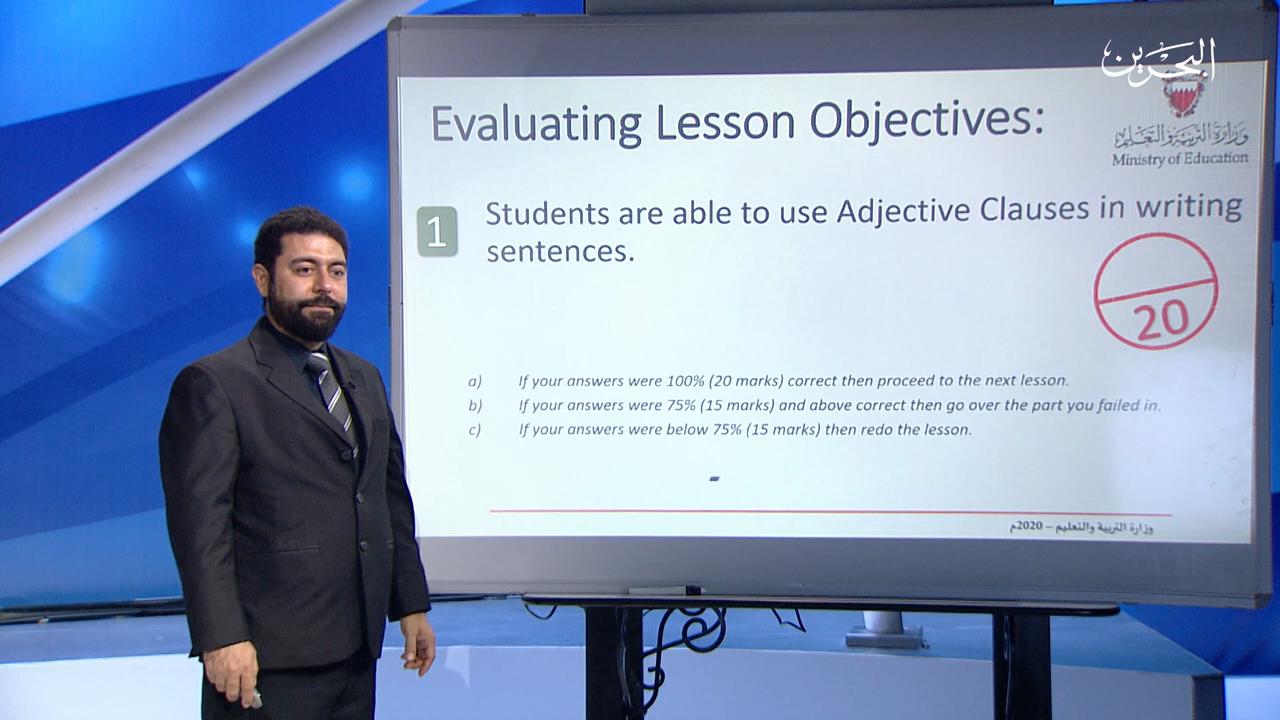 البحرين
Evaluating Lesson Objectives:
وزارة التربية والتعليم
Ministry of Education
1
Students are able to use Adjective Clauses in writing
sentences.
20
a) If your answers were 100% (20 marks) correct then proceed to the next lesson.
b) If your answers were 75% (15 marks) and above correct then go over the part you failed in.
c) If your answers were below 75% (15 marks) then redo the lesson.
وزارة التربية والتعليم – 2020م